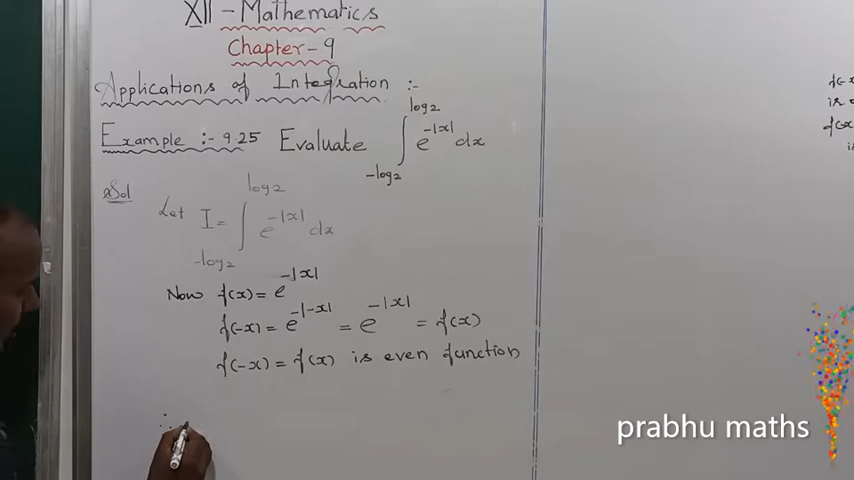 XII - Mathematics
Chapter - 9
Applications of Integration :-
Example :- 9.25 Evaluate ∫_{-log2}^{log2} e^{-|x|} dx
Sol
Let I = ∫_{-log2}^{log2} e^{-|x|} dx
Now f(x) = e^{-|x|}
f(-x) = e^{-|-x|} = e^{-|x|} = f(x)
f(-x) = f(x) is even function
∴
prabhu maths